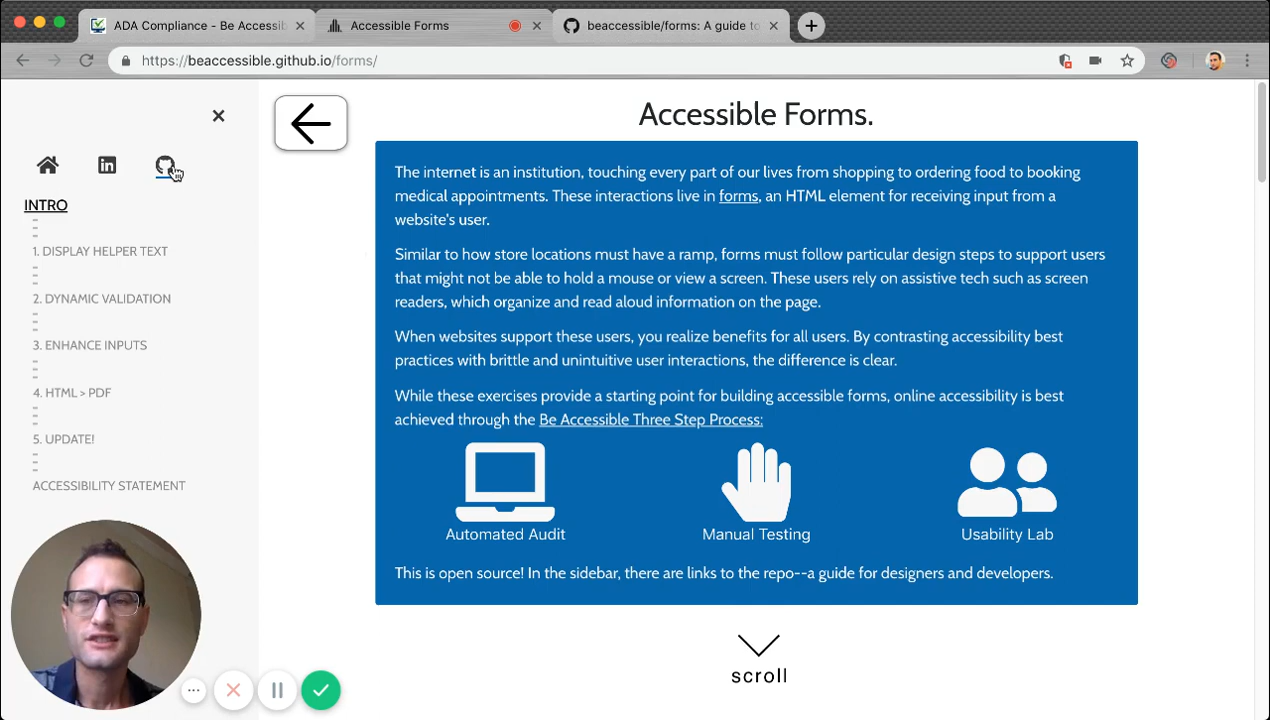 ADA Compliance - Be Accessib
Accessible Forms
beaccessible/forms: A guide to
https://beaccessible.github.io/forms/
INTRO
1. DISPLAY HELPER TEXT
2. DYNAMIC VALIDATION
3. ENHANCE INPUTS
4. HTML > PDF
5. UPDATE!
ACCESSIBILITY STATEMENT
Accessible Forms.
The internet is an institution, touching every part of our lives from shopping to ordering food to booking
medical appointments. These interactions live in forms, an HTML element for receiving input from a
website's user.
Similar to how store locations must have a ramp, forms must follow particular design steps to support users
that might not be able to hold a mouse or view a screen. These users rely on assistive tech such as screen
readers, which organize and read aloud information on the page.
When websites support these users, you realize benefits for all users. By contrasting accessibility best
practices with brittle and unintuitive user interactions, the difference is clear.
While these exercises provide a starting point for building accessible forms, online accessibility is best
achieved through the Be Accessible Three Step Process:
Automated Audit
Manual Testing
Usability Lab
This is open source! In the sidebar, there are links to the repo--a guide for designers and developers.
scroll